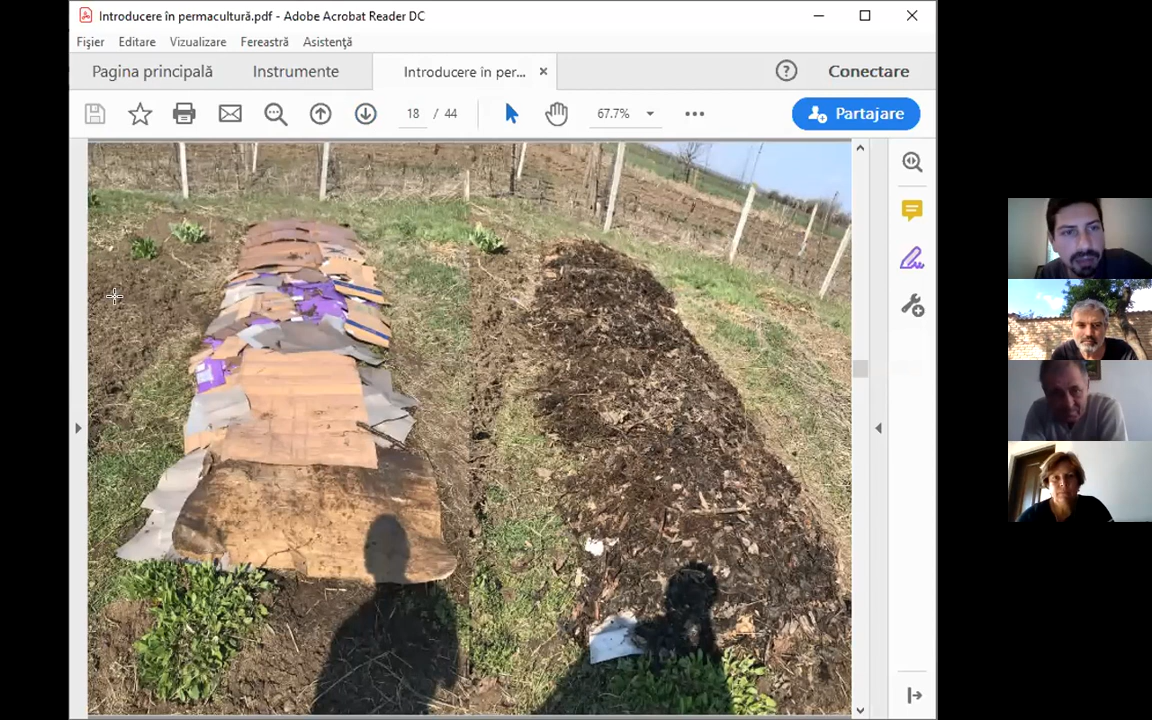 Introducere în permacultură.pdf - Adobe Acrobat Reader DC
Fișier Editare Vizualizare Fereastră Asistență
Pagina principală Instrumente Introducere în per... Conectare
18 / 44 67.7% Partajare